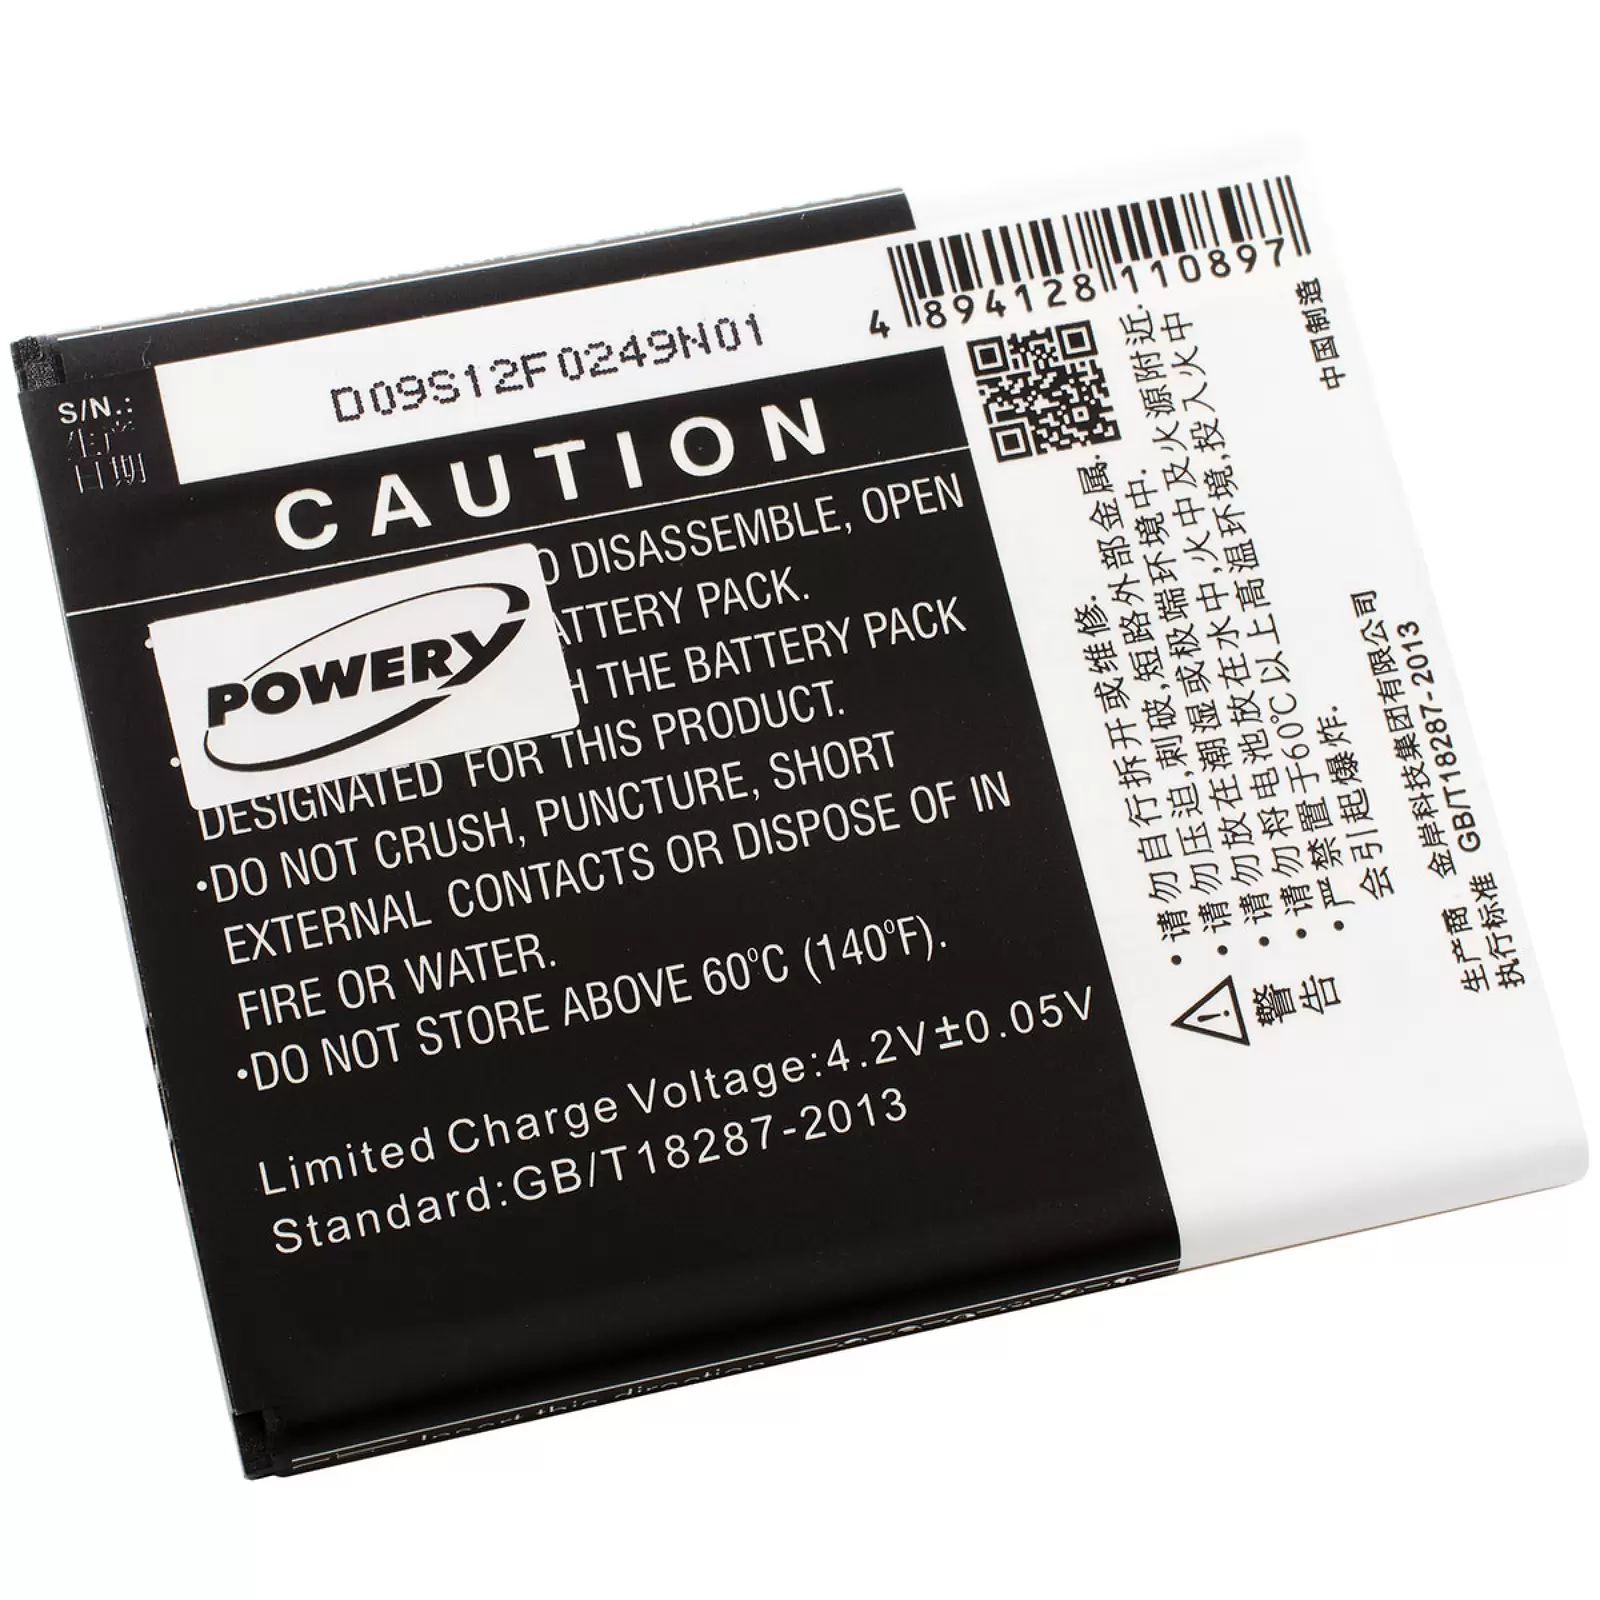 S/N.:
生产
日期
D09S12F0249N01
CAUTION
DISASSEMBLE, OPEN
BATTERY PACK.
THE BATTERY PACK
DESIGNATED FOR THIS PRODUCT.
•DO NOT CRUSH, PUNCTURE, SHORT
EXTERNAL CONTACTS OR DISPOSE OF IN
FIRE OR WATER.
•DO NOT STORE ABOVE 60°C (140°F).
Limited Charge Voltage:4.2V±0.05V
Standard:GB/T18287-2013
POWERY
Insert this direction
4 894128 110897
中国制造
警告
•请勿自行拆开或维修.
•请勿压迫,刺破,短路外部金属.
•请勿放在潮湿或极端环境中.
•请勿将电池放在水中,火中及火源附近.
•严禁置于60℃以上高温环境,投入火中
会引起爆炸.
生产商 金岸科技集团有限公司
执行标准 GB/T18287-2013